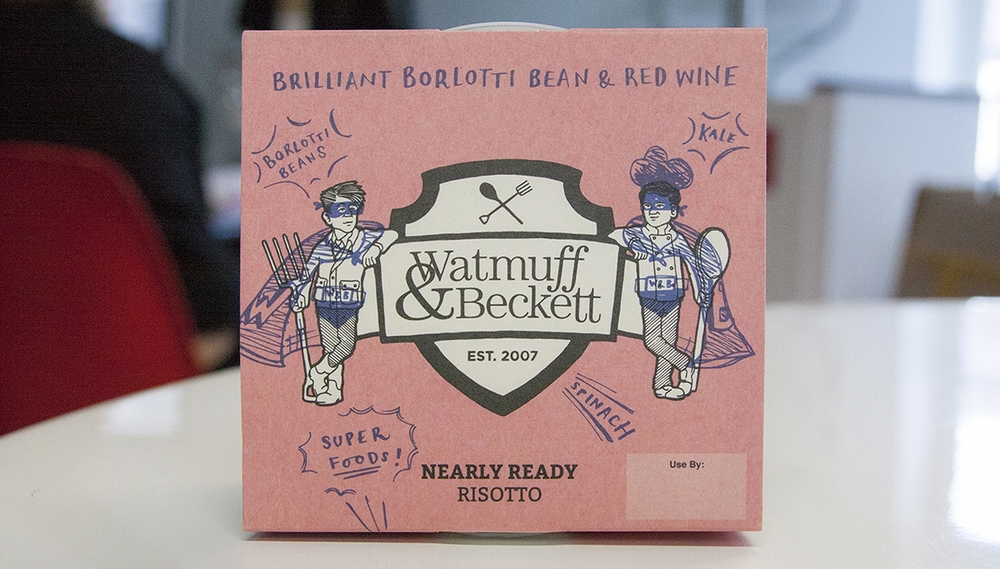 BRILLIANT BORLOTTI BEAN & RED WINE
BORLOTTI
BEANS
KALE
Watmuff
&Beckett
EST. 2007
W&B
W&B
SPINACH
SUPER
FOODS!
NEARLY READY
RISOTTO
Use By: